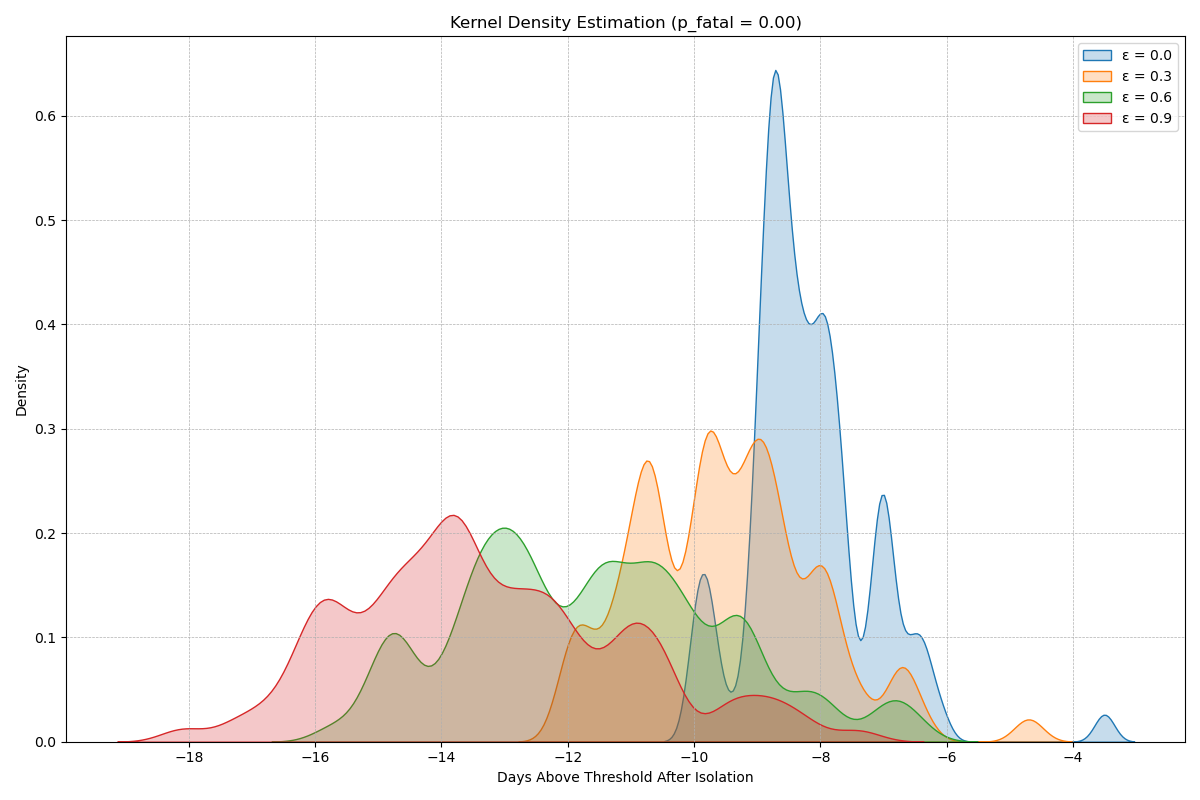 Kernel Density Estimation (p_fatal = 0.00)
ε = 0.0
ε = 0.3
ε = 0.6
ε = 0.9
Density
0.6
0.5
0.4
0.3
0.2
0.1
0.0
−18 −16 −14 −12 −10 −8 −6 −4
Days Above Threshold After Isolation